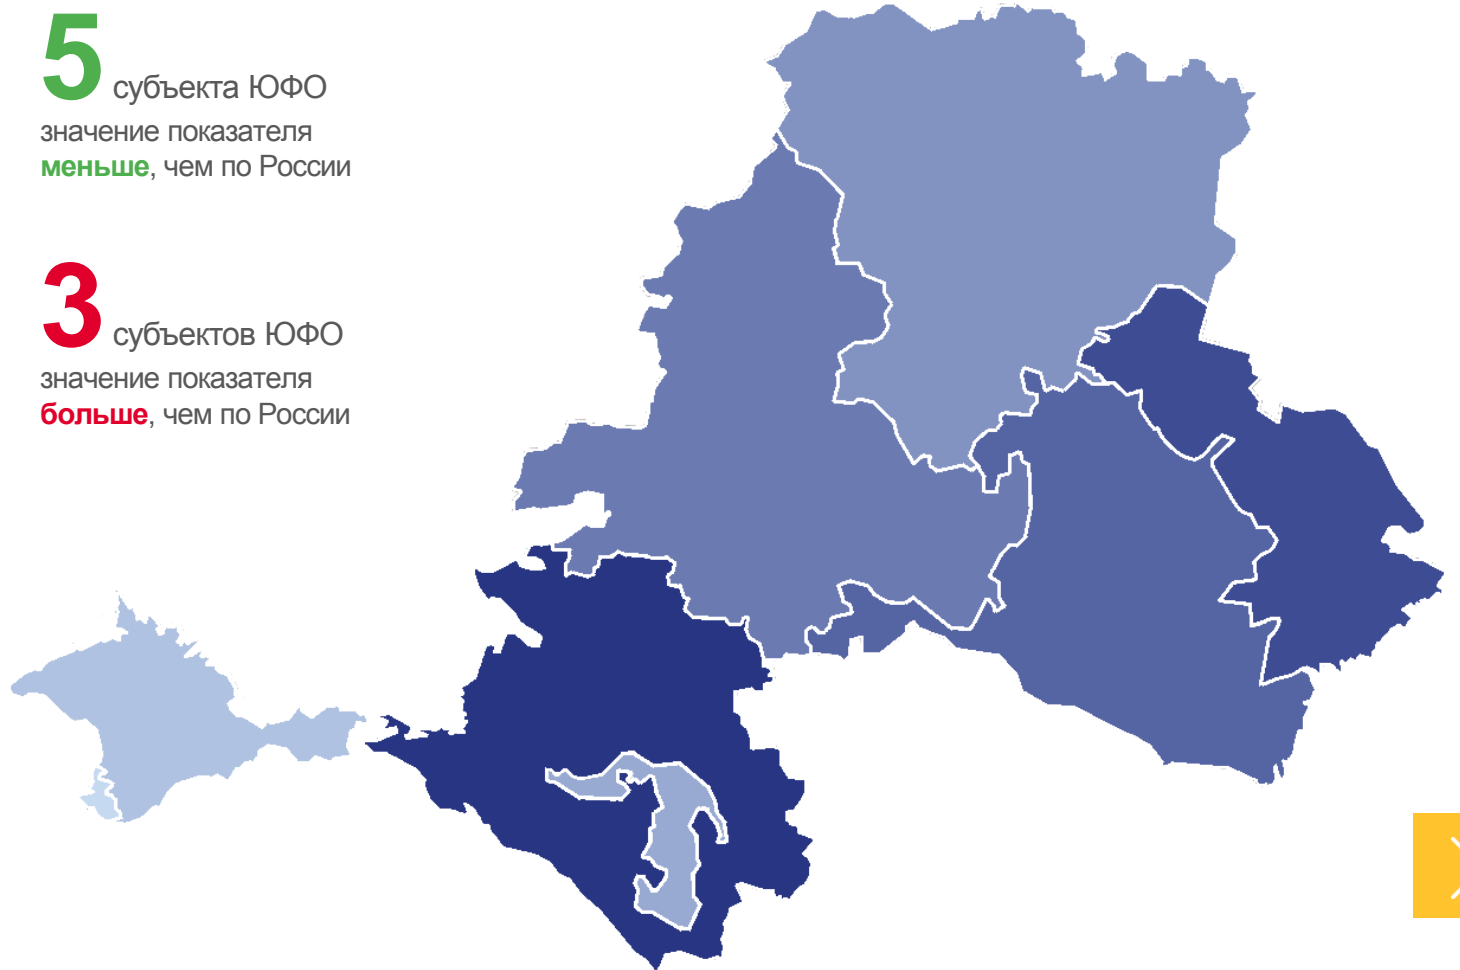 5 субъекта ЮФО
значение показателя
меньше, чем по России
3 субъектов ЮФО
значение показателя
больше, чем по России